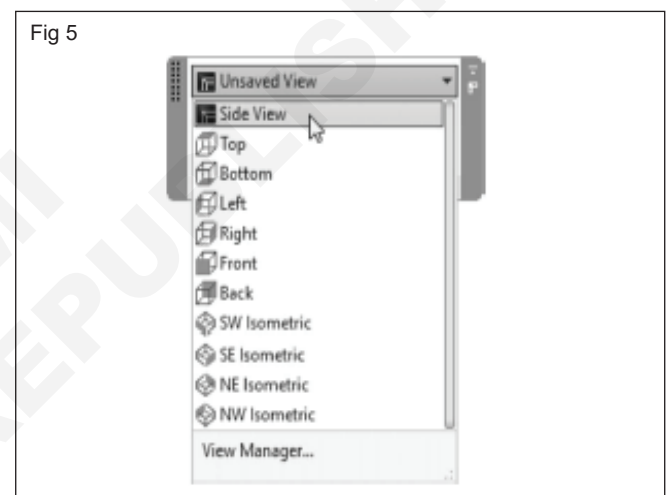 Fig 5
Unsaved View
Side View
Top
Bottom
Left
Right
Front
Back
SW Isometric
SE Isometric
NE Isometric
NW Isometric
View Manager...